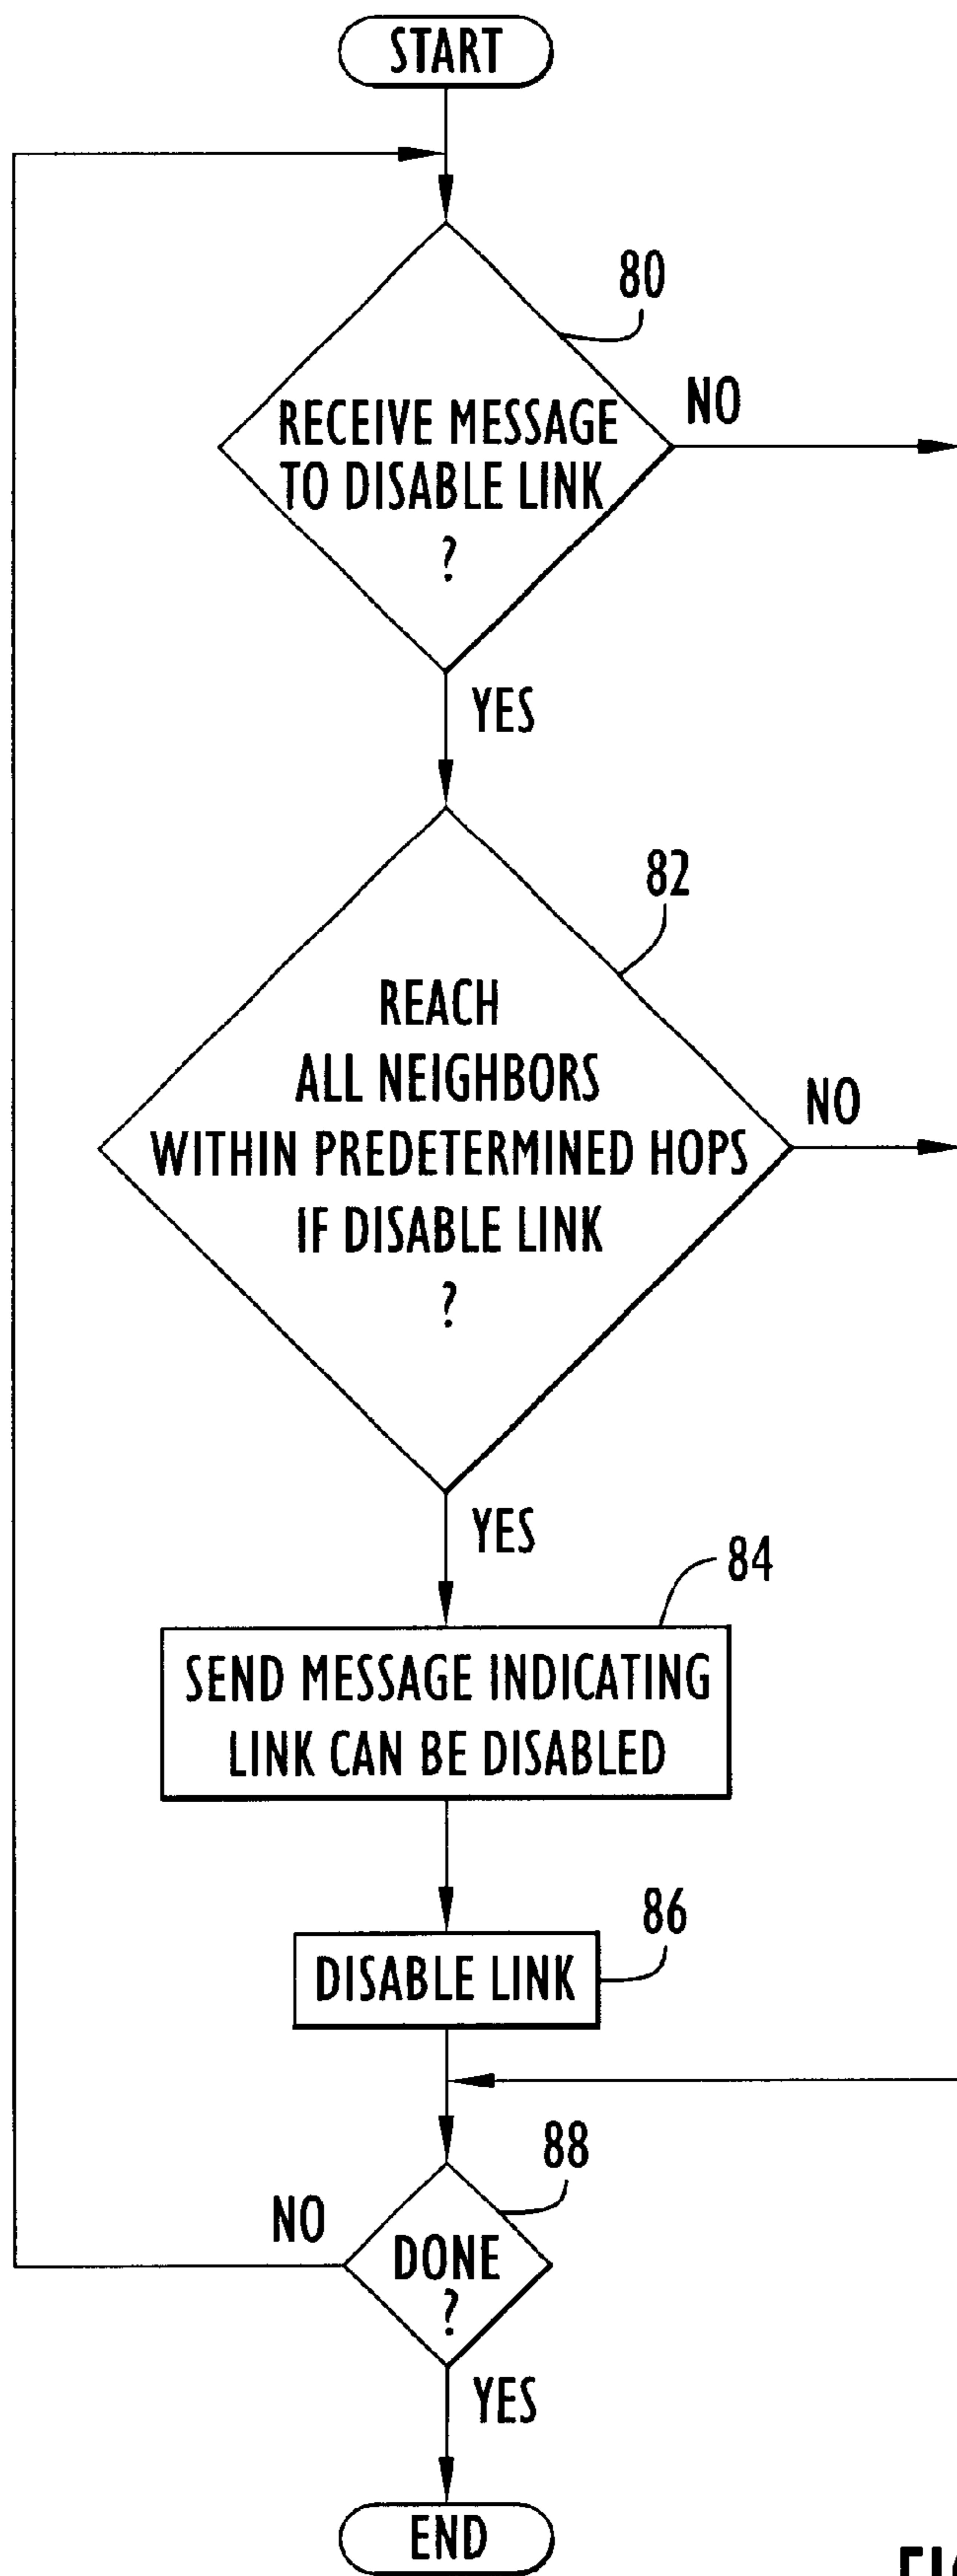 START
80
RECEIVE MESSAGE
TO DISABLE LINK
?
NO
YES
82
REACH
ALL NEIGHBORS
WITHIN PREDETERMINED HOPS
IF DISABLE LINK
?
NO
YES
84
SEND MESSAGE INDICATING
LINK CAN BE DISABLED
86
DISABLE LINK
88
NO
DONE
?
YES
END